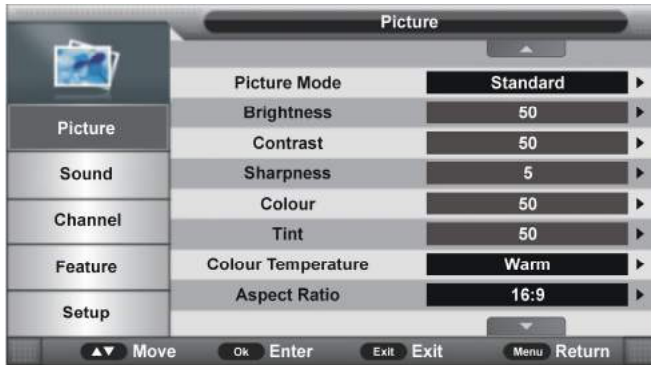 Picture
Picture Mode Standard
Brightness 50
Contrast 50
Sharpness 5
Colour 50
Tint 50
Colour Temperature Warm
Aspect Ratio 16:9
Picture
Sound
Channel
Feature
Setup
Move Ok Enter Exit Exit Menu Return